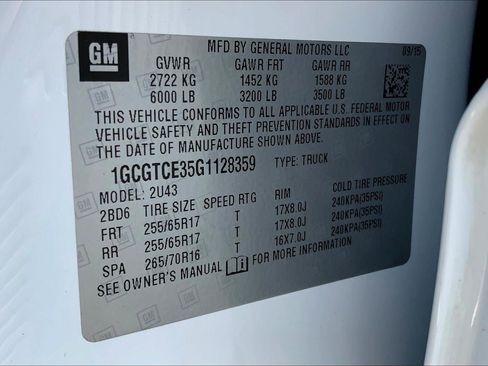 GM
MFD BY GENERAL MOTORS LLC 09/15
GVWR GAWR FRT GAWR RR
2722 KG 1452 KG 1588 KG
6000 LB 3200 LB 3500 LB
THIS VEHICLE CONFORMS TO ALL APPLICABLE U.S. FEDERAL MOTOR
VEHICLE SAFETY AND THEFT PREVENTION STANDARDS IN EFFECT ON
THE DATE OF MANUFACTURE SHOWN ABOVE.
1GCGTCE35G1128359 TYPE: TRUCK
MODEL: 2U43
2BD6 TIRE SIZE SPEED RTG RIM COLD TIRE PRESSURE
FRT 255/65R17 T 17X8.0J 240KPA(35PSI)
RR 255/65R17 T 17X8.0J 240KPA(35PSI)
SPA 265/70R16 T 16X7.0J 240KPA(35PSI)
SEE OWNER'S MANUAL FOR MORE INFORMATION